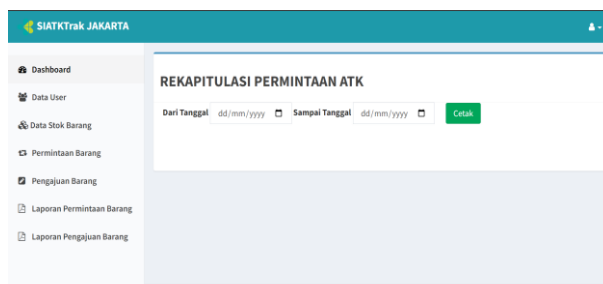 SIATKTrak JAKARTA
Dashboard
Data User
Data Stok Barang
Permintaan Barang
Pengajuan Barang
Laporan Permintaan Barang
Laporan Pengajuan Barang
REKAPITULASI PERMINTAAN ATK
Dari Tanggal dd/mm/yyyy Sampai Tanggal dd/mm/yyyy Cetak